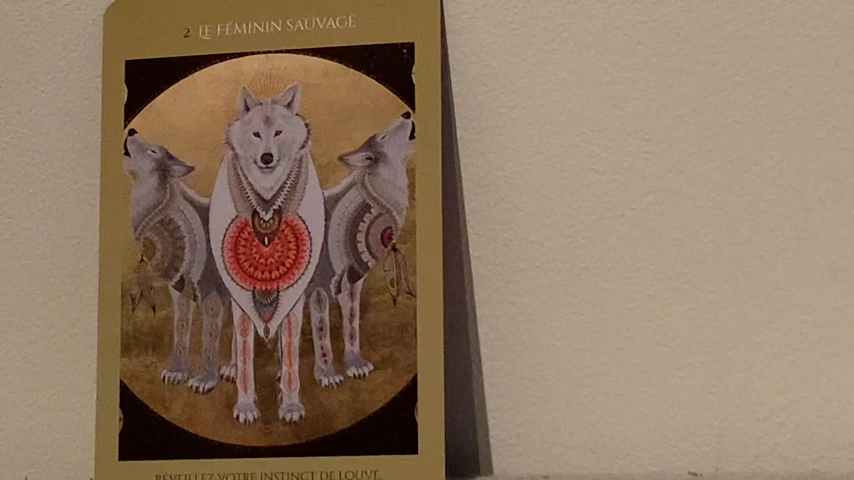 2 LE FÉMININ SAUVAGE
RÉVEILLEZ VOTRE INSTINCT DE LOUVE